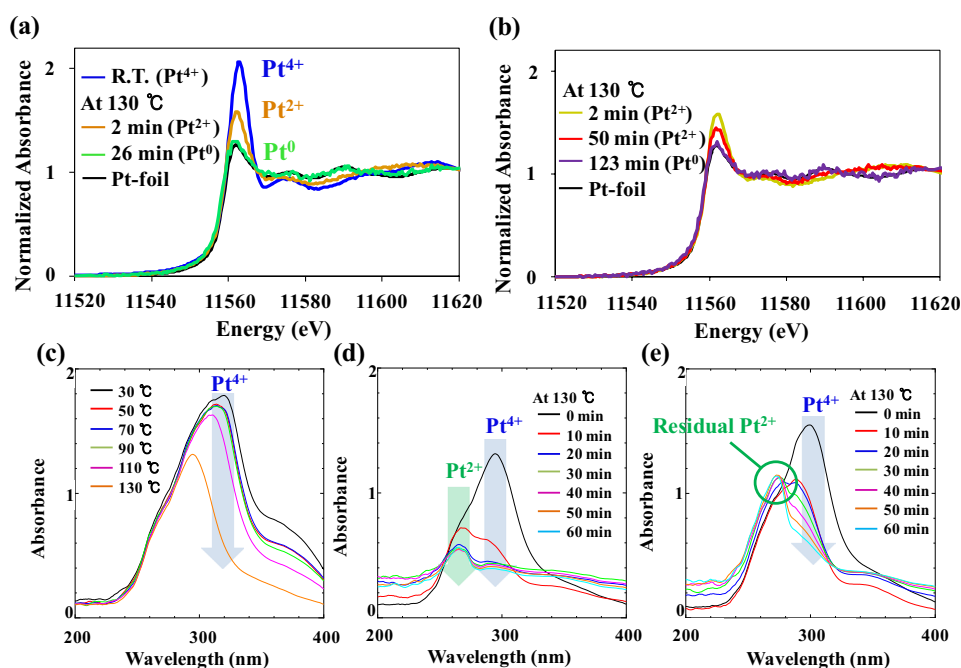 (a)
Normalized Absorbance
2
1
0
R.T. (Pt⁴⁺)
At 130 ℃
2 min (Pt²⁺)
26 min (Pt⁰)
Pt-foil
Pt⁴⁺
Pt²⁺
Pt⁰
11520 11540 11560 11580 11600 11620
Energy (eV)
(b)
Normalized Absorbance
2
1
0
At 130 ℃
2 min (Pt²⁺)
50 min (Pt²⁺)
123 min (Pt⁰)
Pt-foil
11520 11540 11560 11580 11600 11620
Energy (eV)
(c)
Absorbance
2
1
0
30 ℃
50 ℃
70 ℃
90 ℃
110 ℃
130 ℃
Pt⁴⁺
200 300 400
Wavelength (nm)
(d)
Absorbance
2
1
0
Pt²⁺
Pt⁴⁺
At 130 ℃
0 min
10 min
20 min
30 min
40 min
50 min
60 min
200 300 400
Wavelength (nm)
(e)
Absorbance
2
1
0
Residual Pt²⁺
Pt⁴⁺
At 130 ℃
0 min
10 min
20 min
30 min
40 min
50 min
60 min
200 300 400
Wavelength (nm)